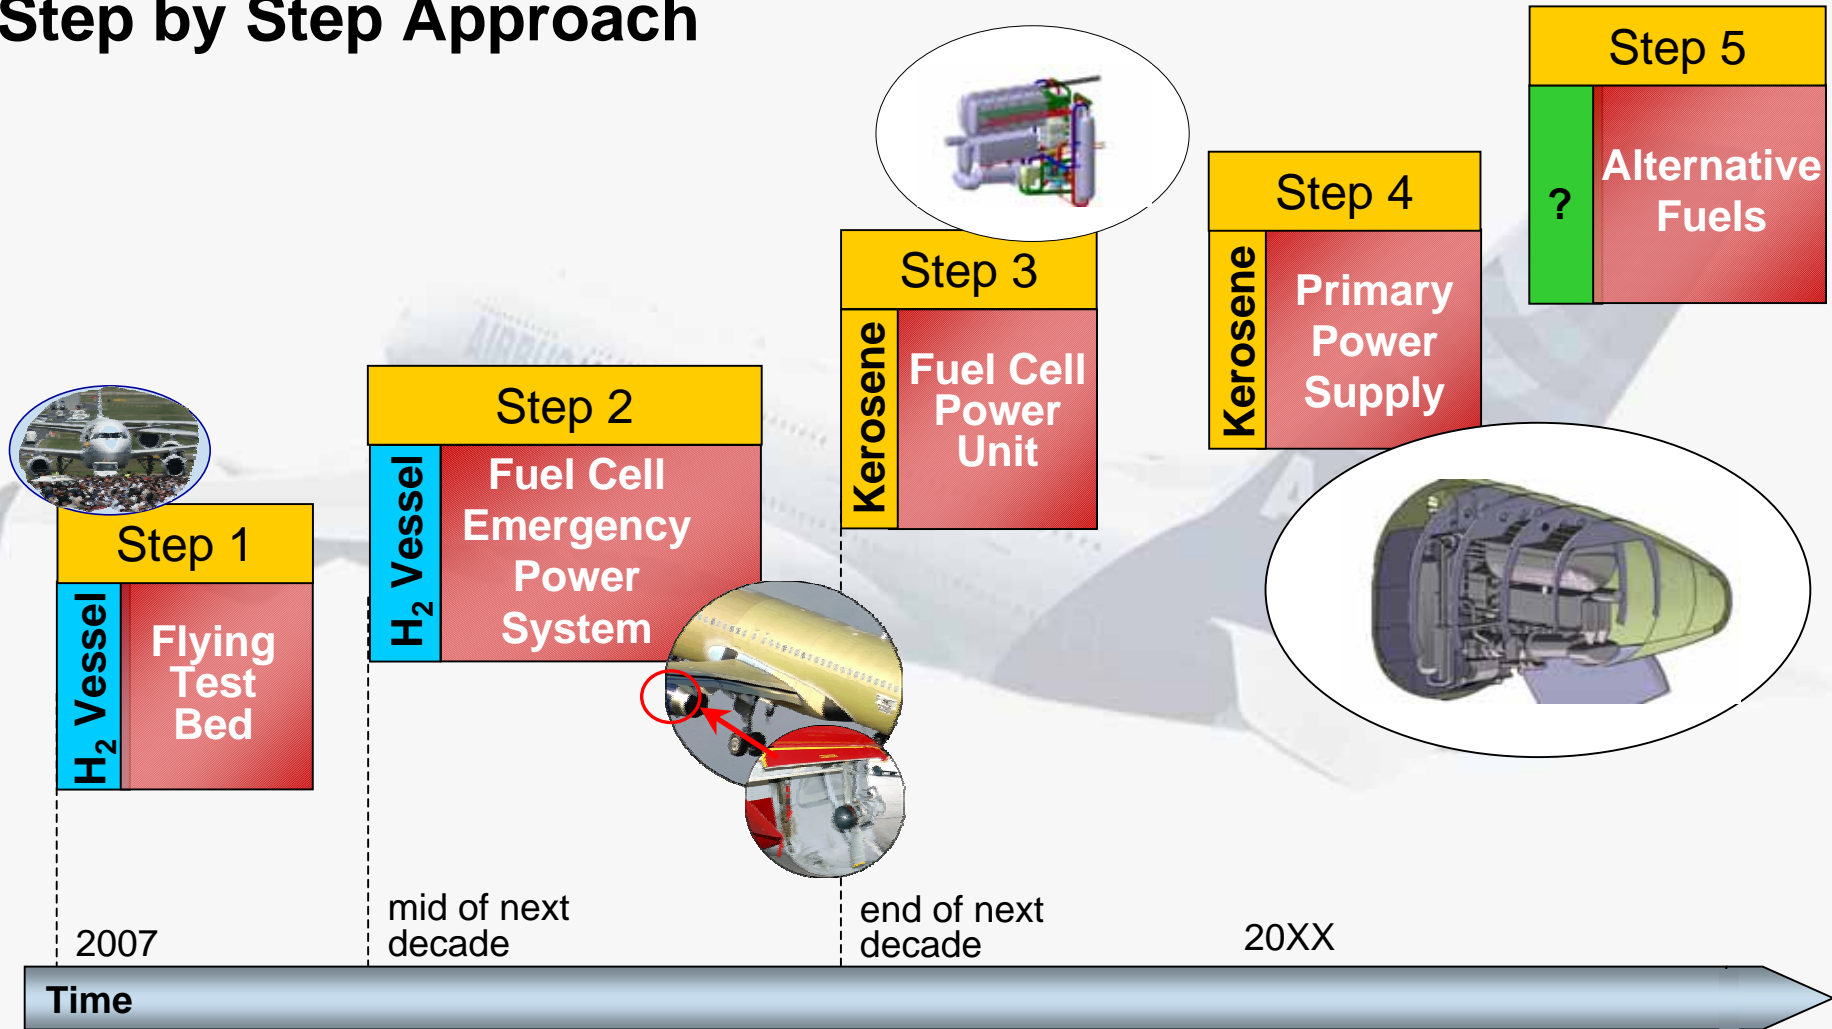 Step by Step Approach
Step 1
H₂ Vessel
Flying
Test
Bed
Step 2
H₂ Vessel
Fuel Cell
Emergency
Power
System
Step 3
Kerosene
Fuel Cell
Power
Unit
Step 4
Kerosene
Primary
Power
Supply
Step 5
?
Alternative
Fuels
AIRBUS
2007
mid of next
decade
end of next
decade
20XX
Time